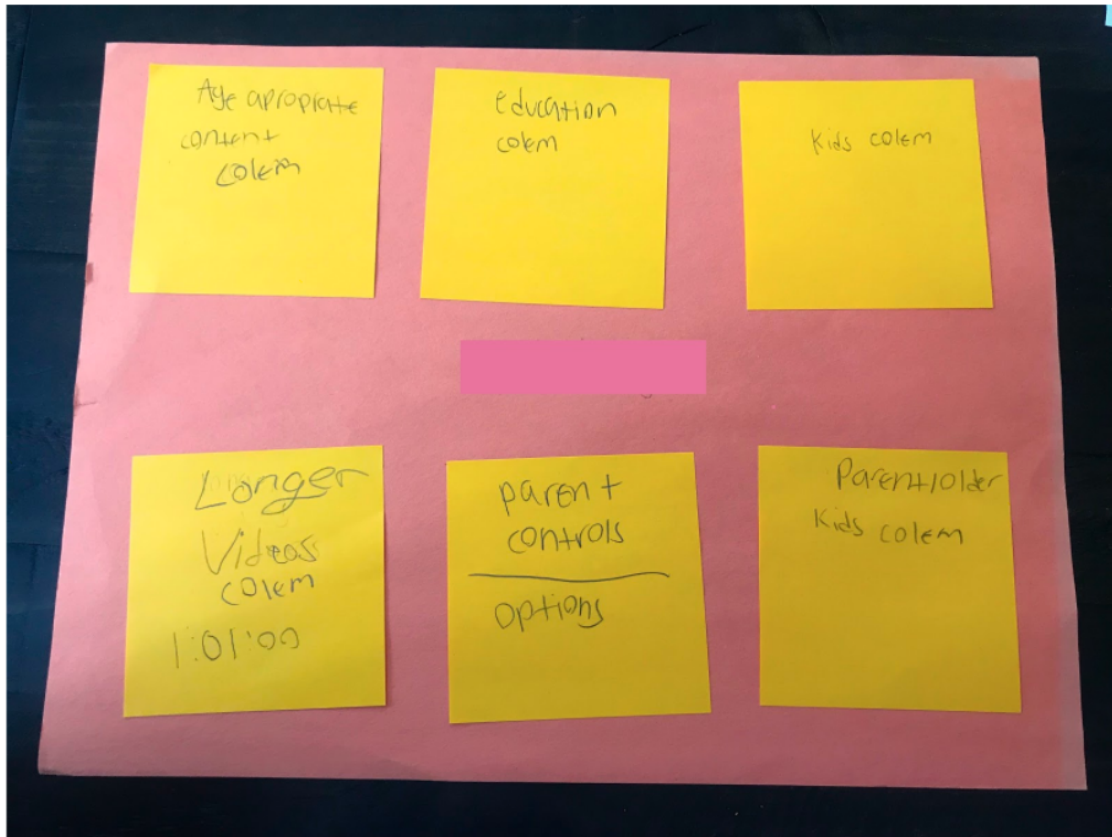 Age apropiate
content
colem
education
colem
Kids colem
Longer
Videos
colem
1:01:00
parent
controls
options
Parent/older
Kids colem